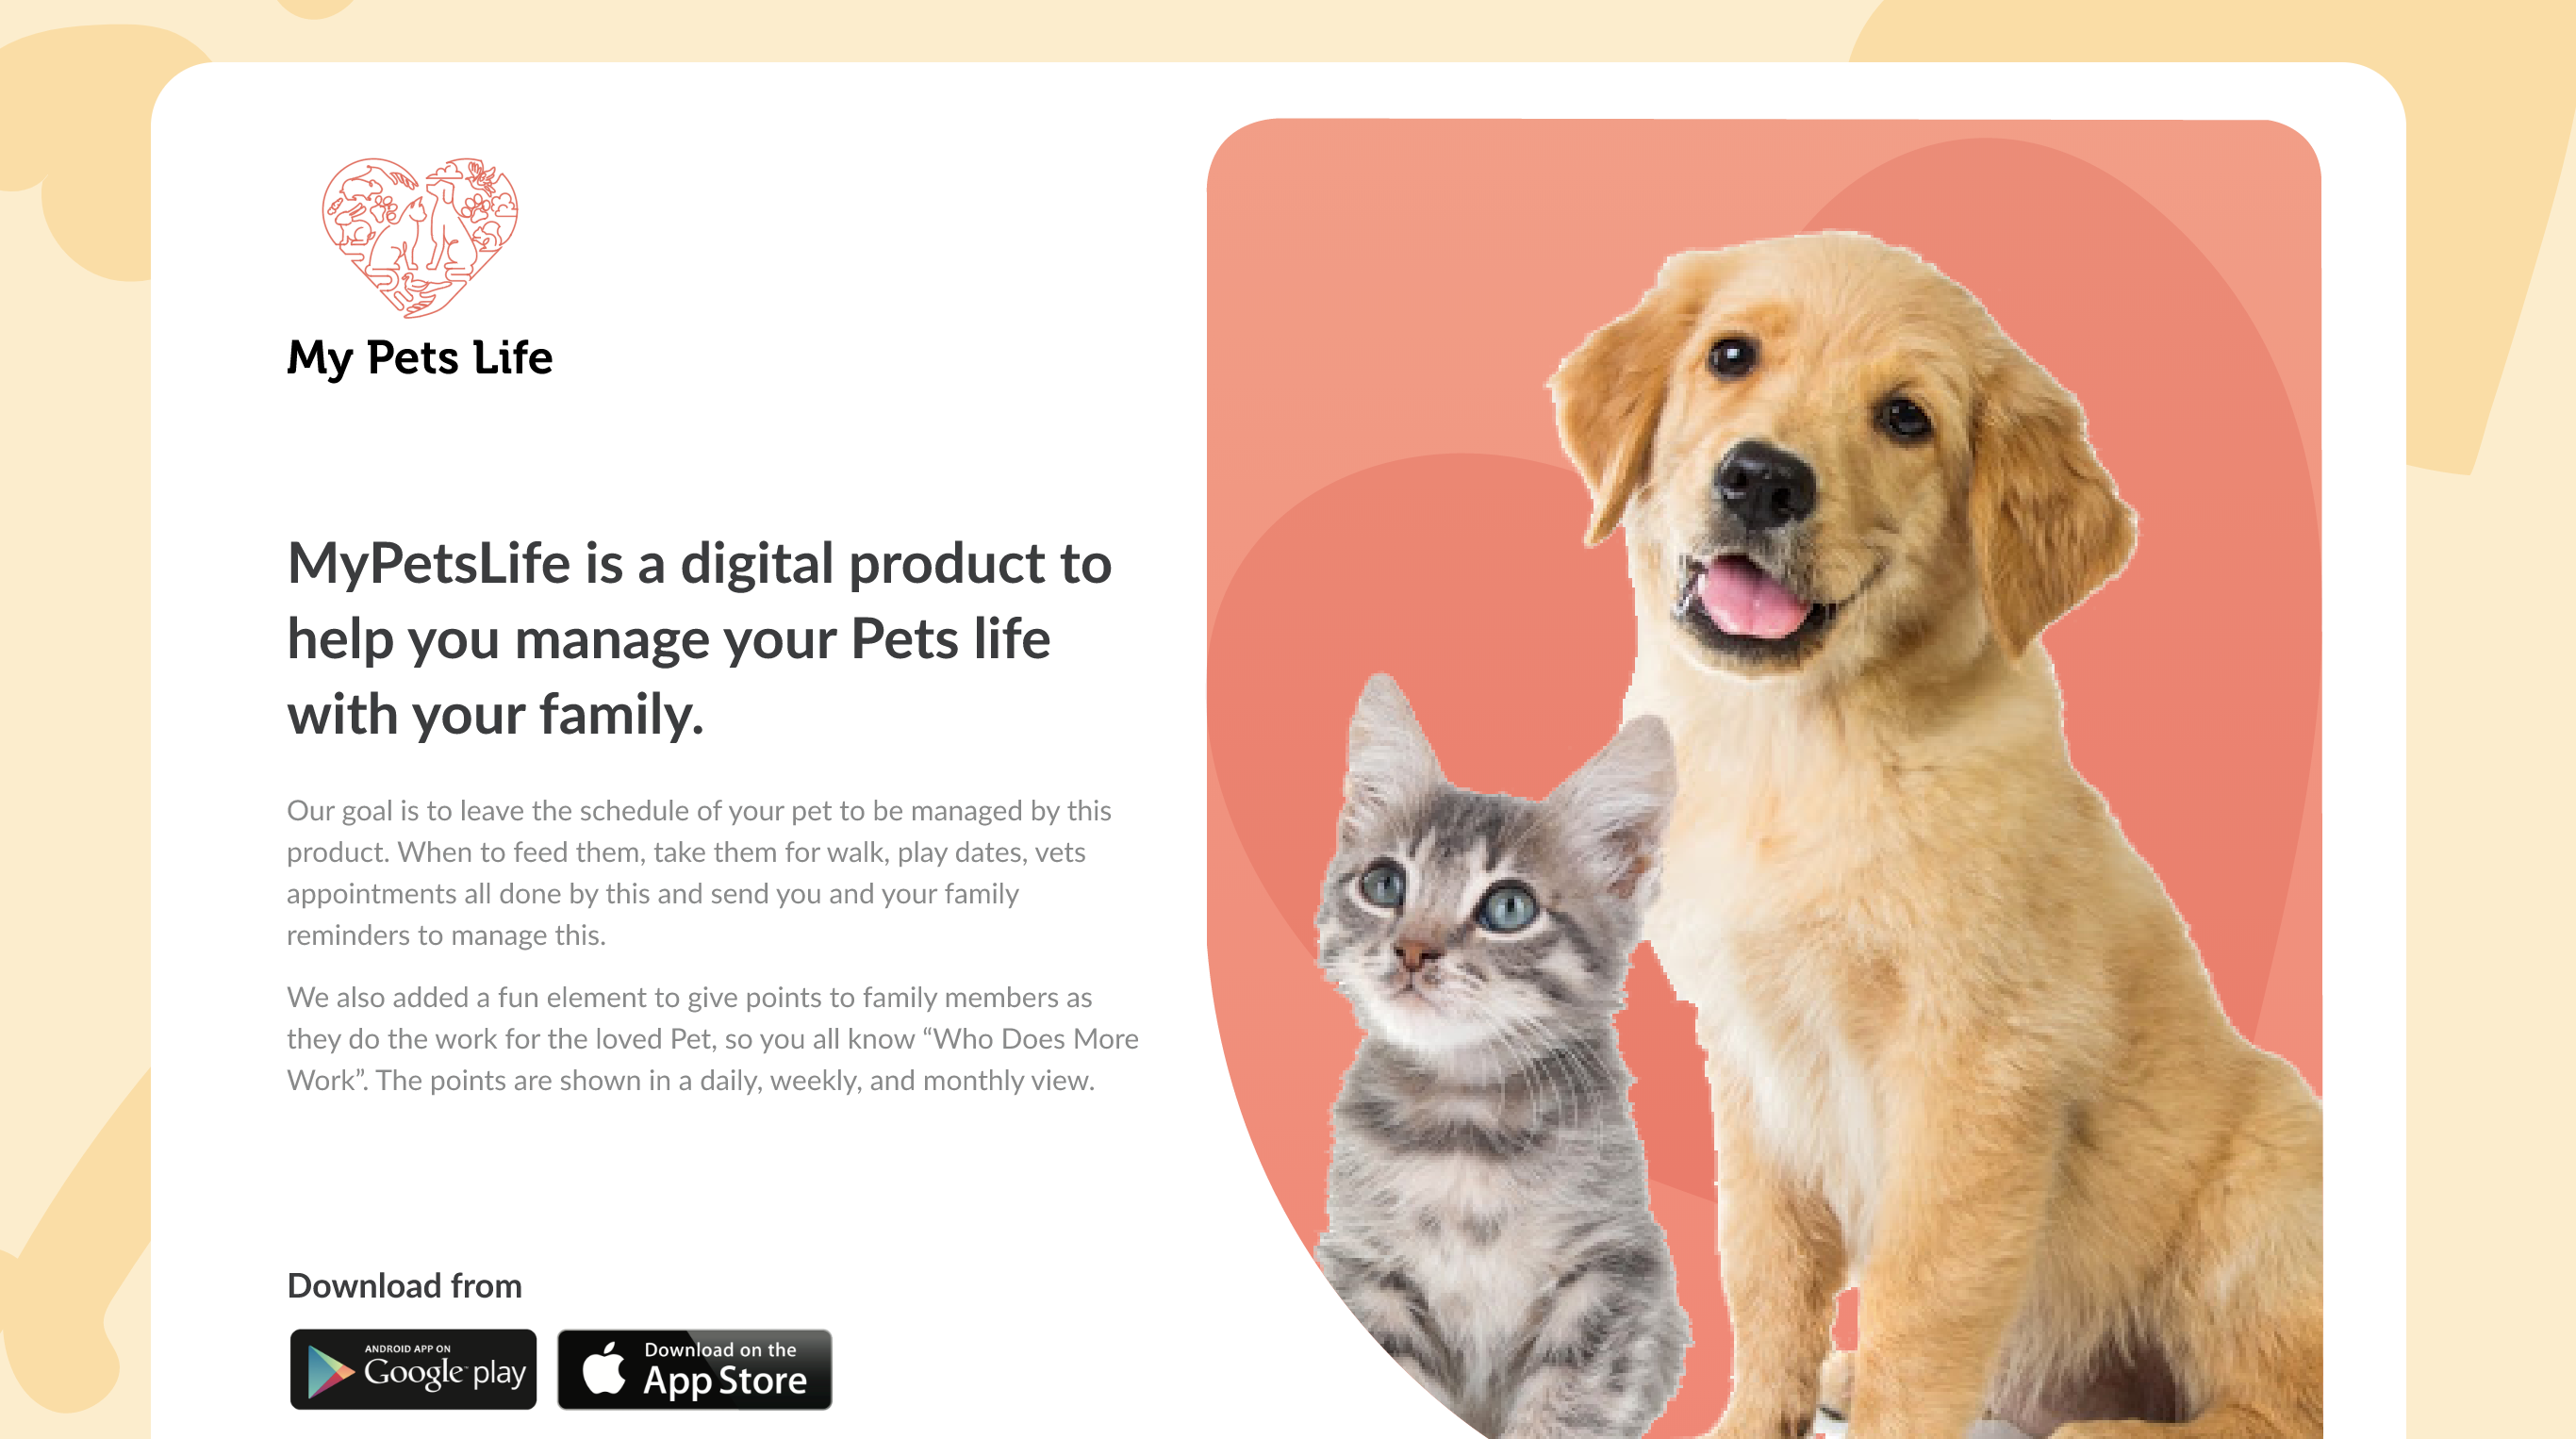 My Pets Life
MyPetsLife is a digital product to
help you manage your Pets life
with your family.
Our goal is to leave the schedule of your pet to be managed by this
product. When to feed them, take them for walk, play dates, vets
appointments all done by this and send you and your family
reminders to manage this.
We also added a fun element to give points to family members as
they do the work for the loved Pet, so you all know “Who Does More
Work”. The points are shown in a daily, weekly, and monthly view.
Download from
ANDROID APP ON
Google play
Download on the
App Store